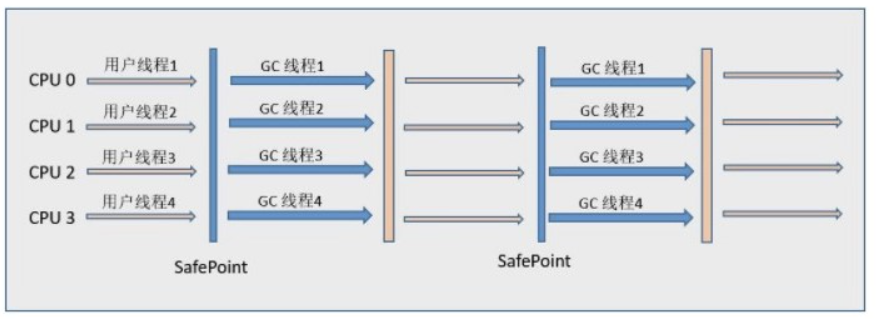 CPU 0 用户线程1 GC 线程1 GC 线程1
CPU 1 用户线程2 GC 线程2 GC 线程2
CPU 2 用户线程3 GC 线程3 GC 线程3
CPU 3 用户线程4 GC 线程4 GC 线程4
SafePoint SafePoint